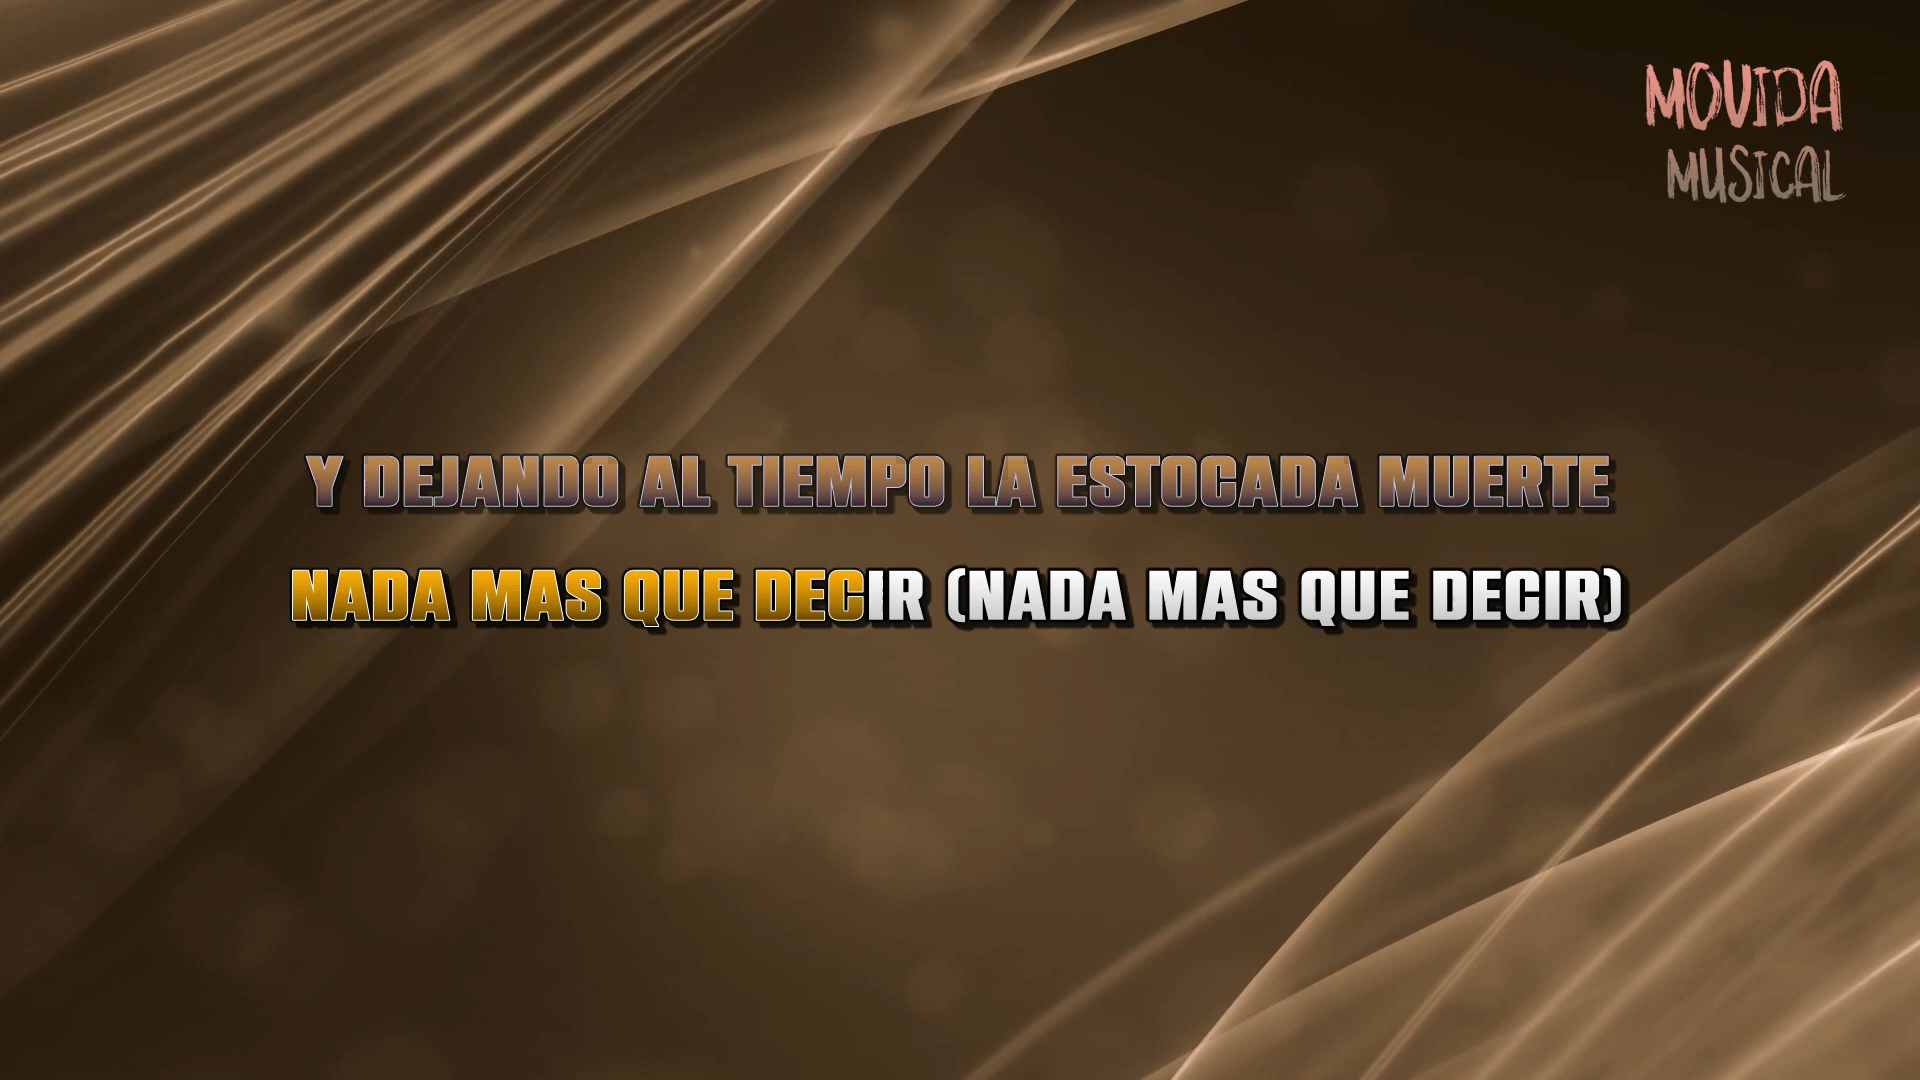 MOVIDA
MUSICAL
Y DEJANDO AL TIEMPO LA ESTOCADA MUERTE
NADA MAS QUE DECIR (NADA MAS QUE DECIR)